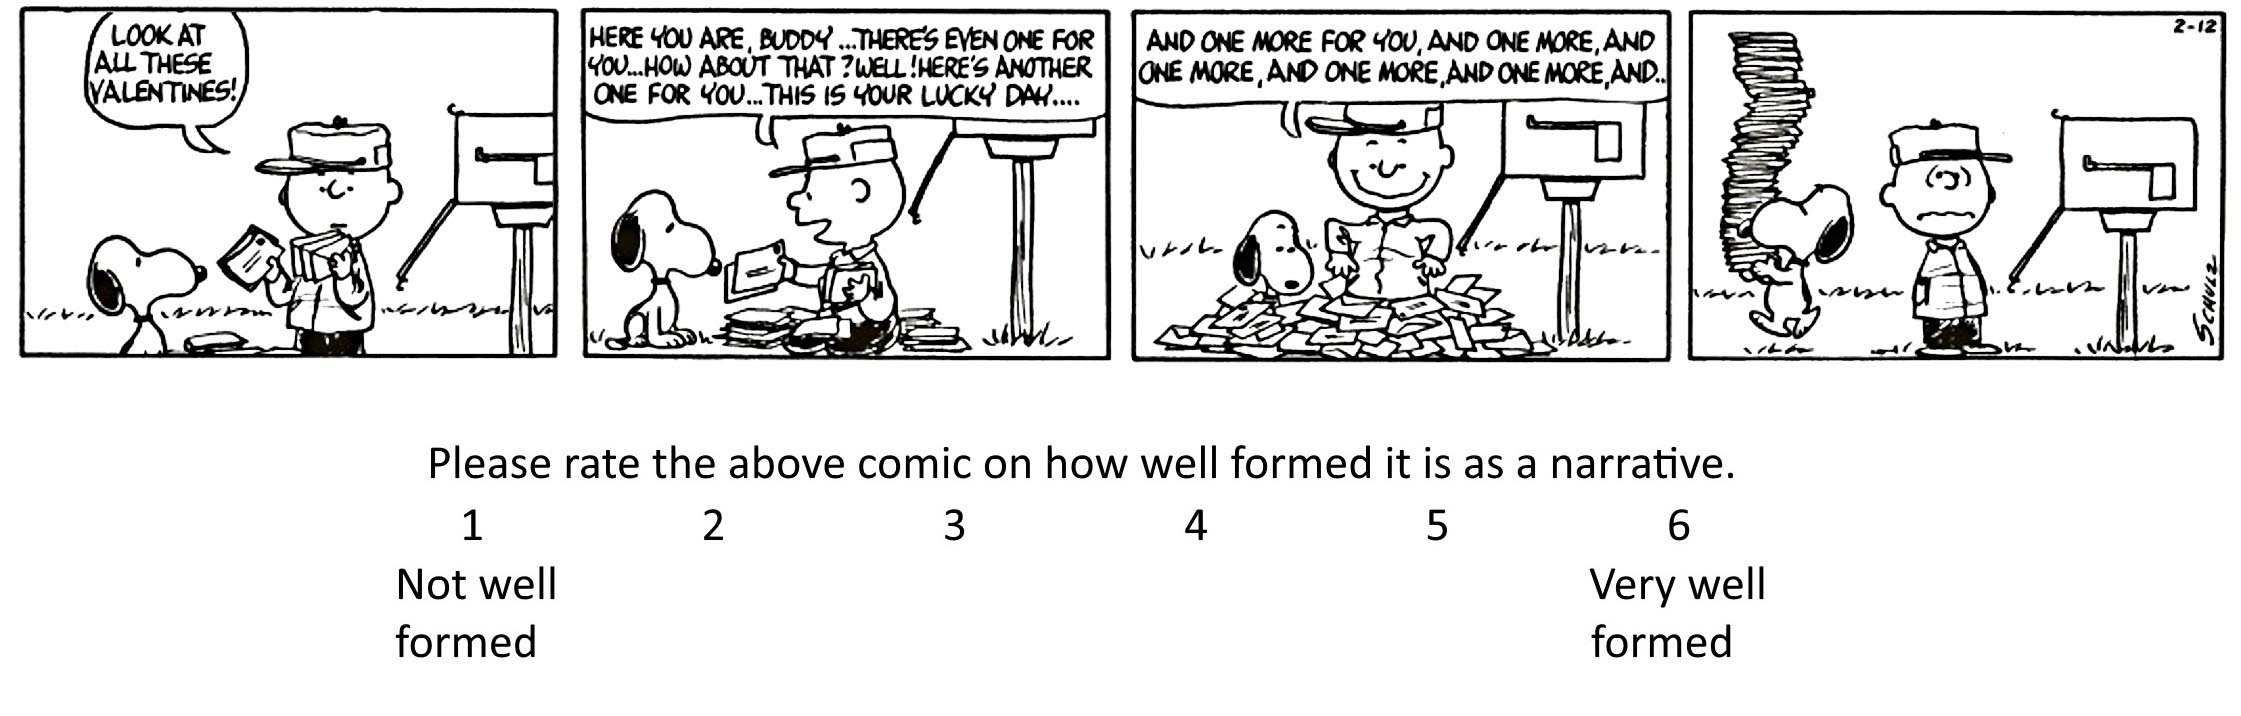 LOOK AT
ALL THESE
VALENTINES!
HERE YOU ARE, BUDDY...THERE'S EVEN ONE FOR
YOU...HOW ABOUT THAT? WELL! HERE'S ANOTHER
ONE FOR YOU...THIS IS YOUR LUCKY DAY....
AND ONE MORE FOR YOU, AND ONE MORE, AND
ONE MORE, AND ONE MORE, AND ONE MORE, AND..
2-12
SCHULZ
Please rate the above comic on how well formed it is as a narrative.
1 2 3 4 5 6
Not well
formed
Very well
formed